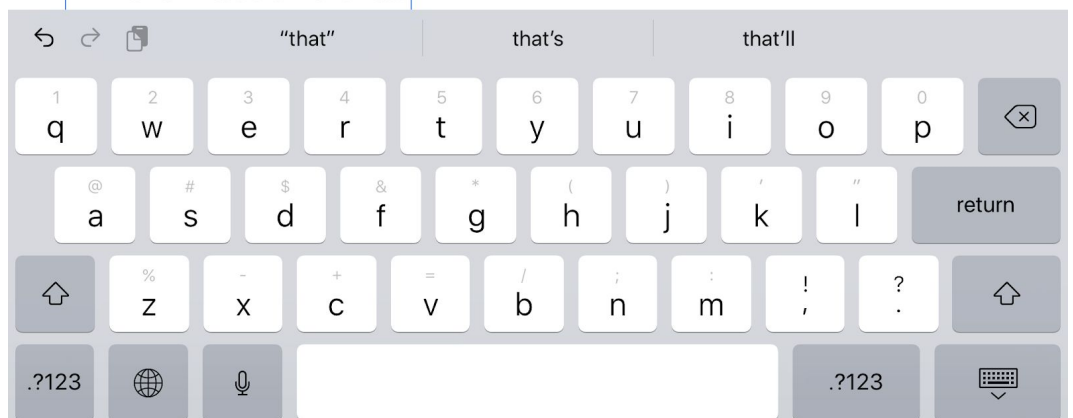 “that” that’s that’ll
1 2 3 4 5 6 7 8 9 0
q w e r t y u i o p
@ # $ & * ( ) ' "
a s d f g h j k l return
% - + = / ; : ! ?
z x c v b n m , .
.?123 .?123